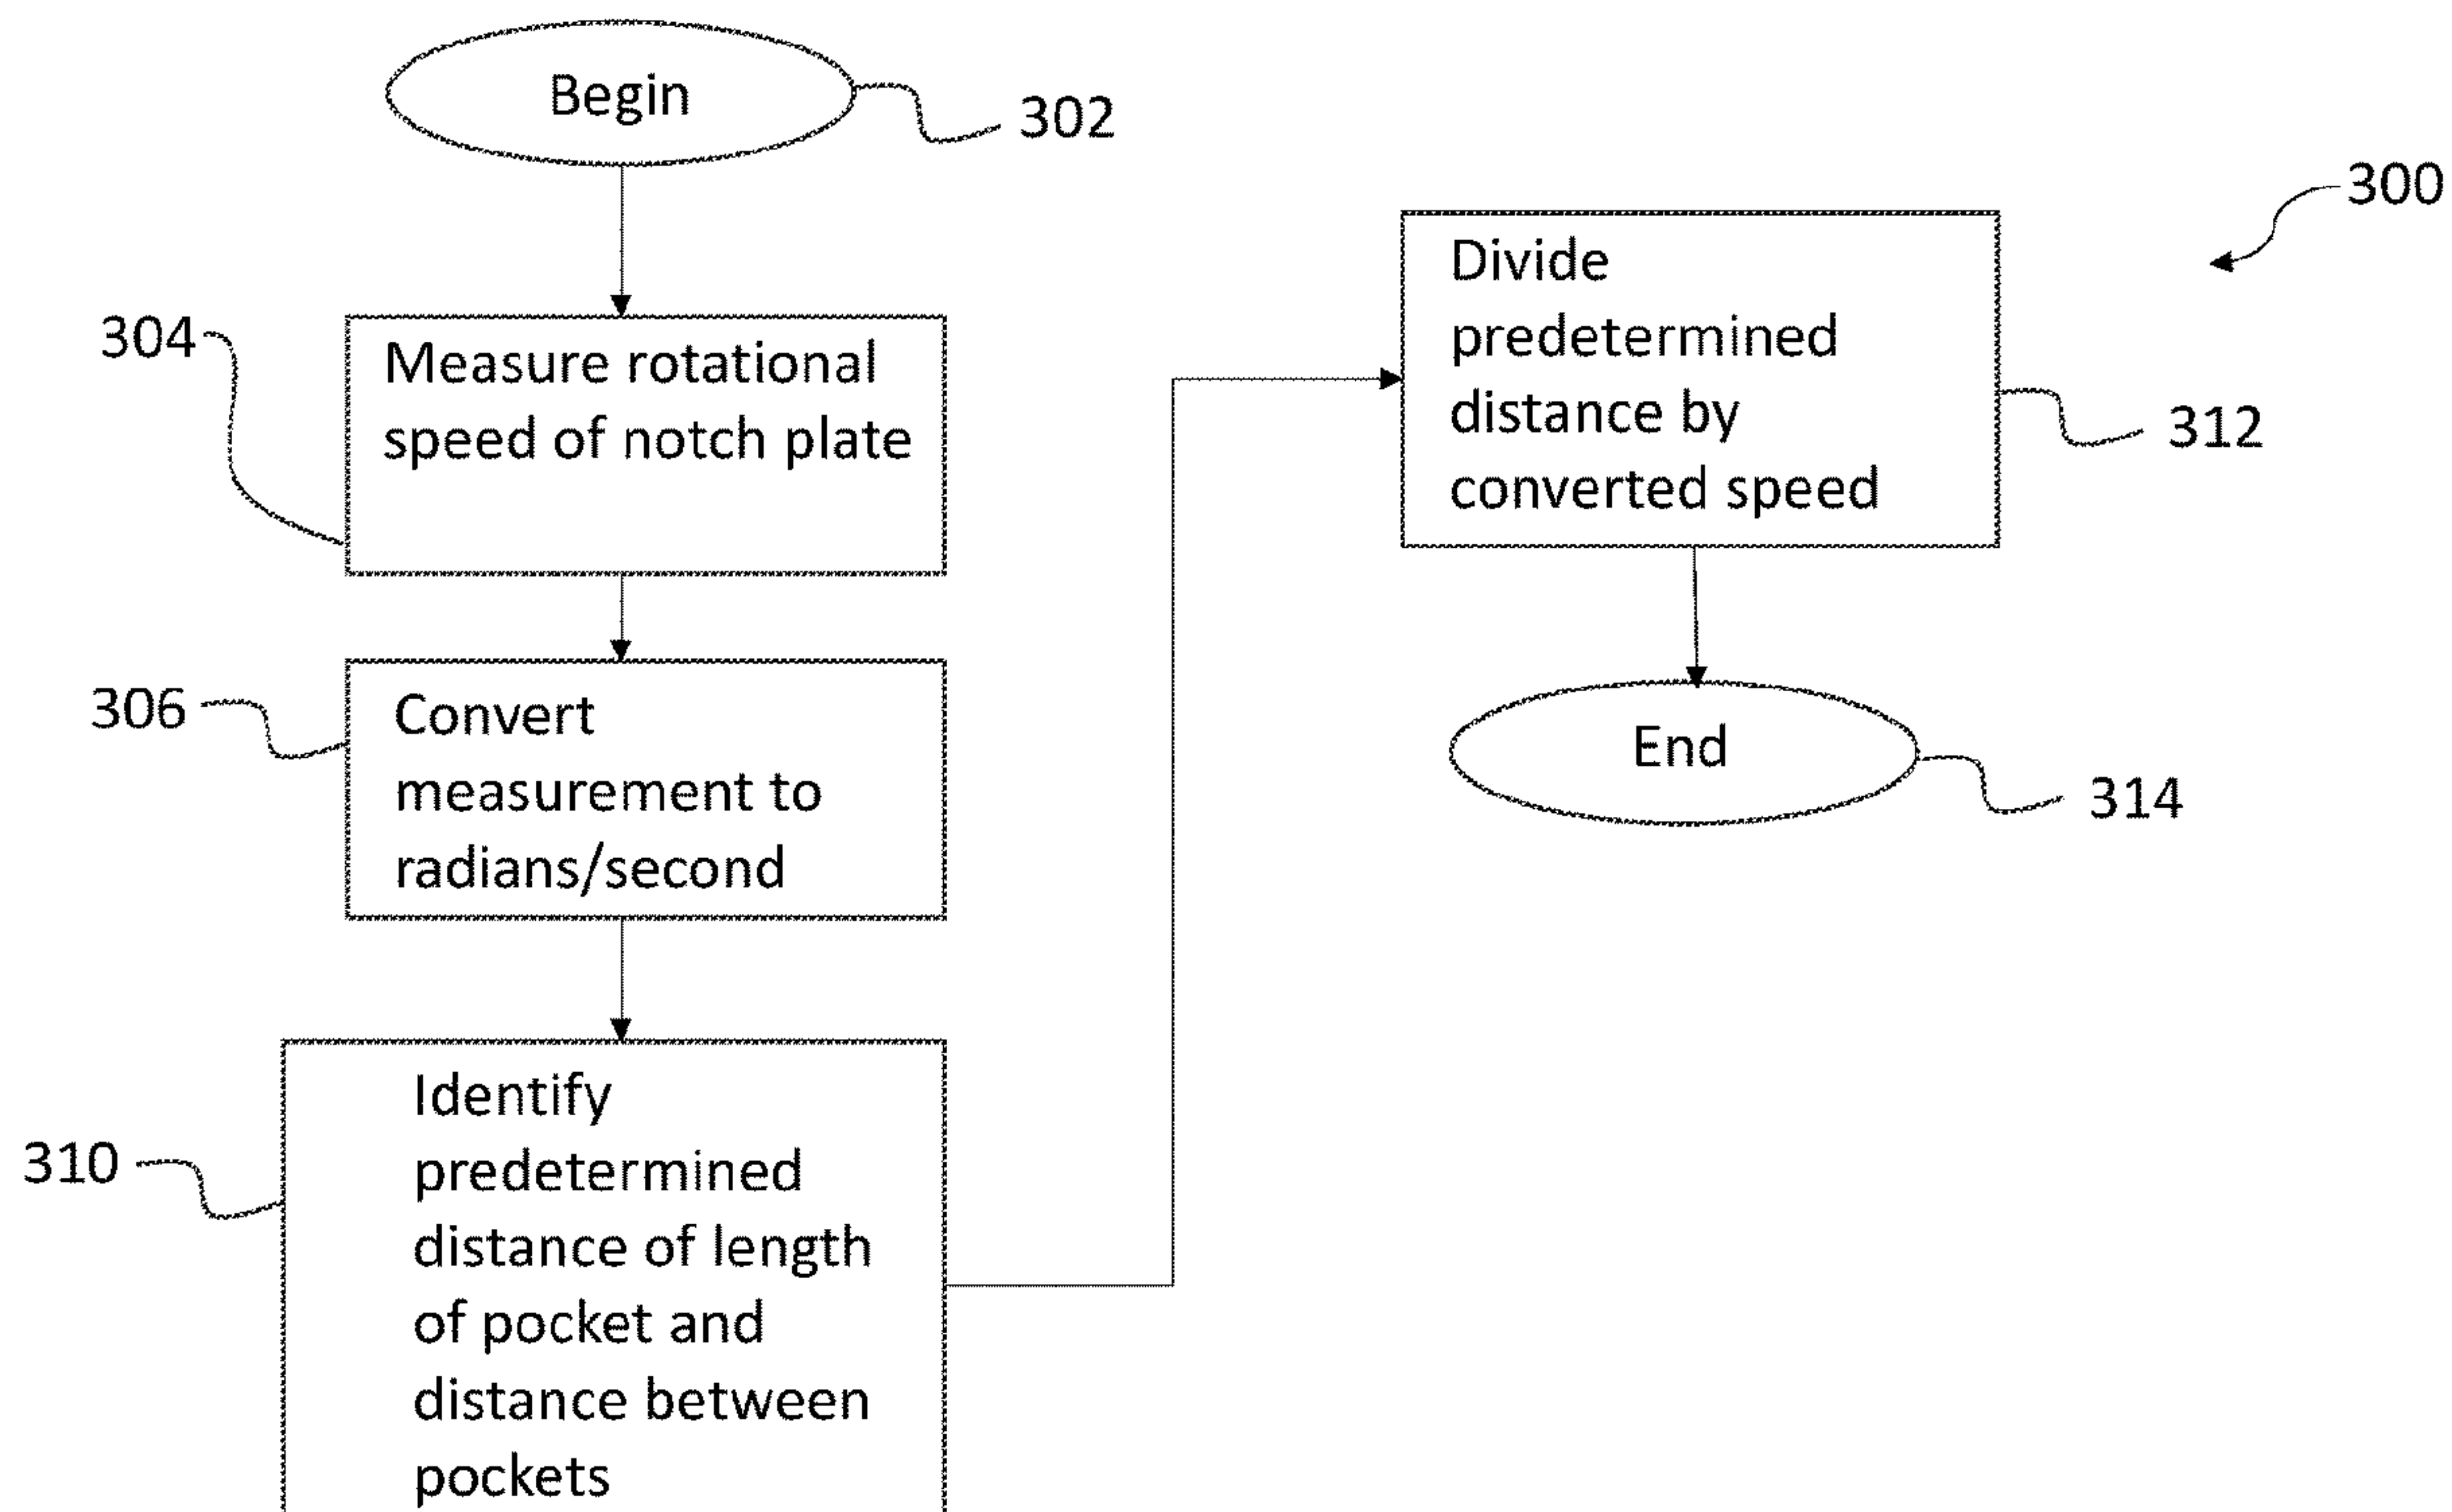 Begin
302
304
Measure rotational
speed of notch plate
306
Convert
measurement to
radians/second
310
Identify
predetermined
distance of length
of pocket and
distance between
pockets
300
Divide
predetermined
distance by
converted speed
312
End
314